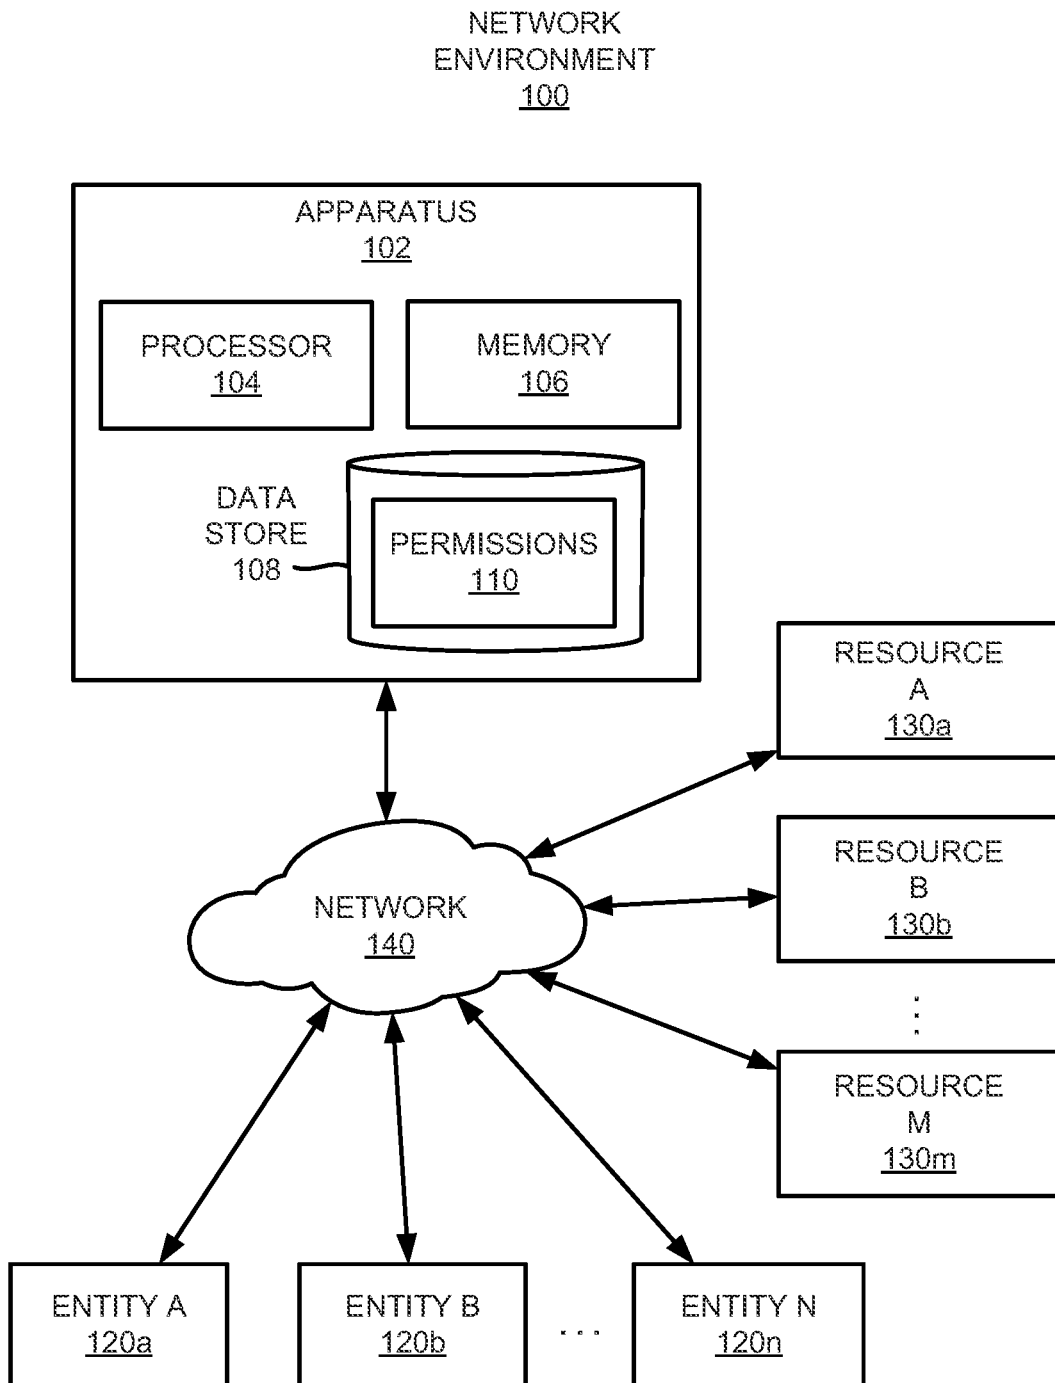 NETWORK
ENVIRONMENT
100
APPARATUS
102
PROCESSOR
104
MEMORY
106
DATA
STORE
108
PERMISSIONS
110
RESOURCE
A
130a
RESOURCE
B
130b
⋮
RESOURCE
M
130m
NETWORK
140
ENTITY A
120a
ENTITY B
120b
...
ENTITY N
120n